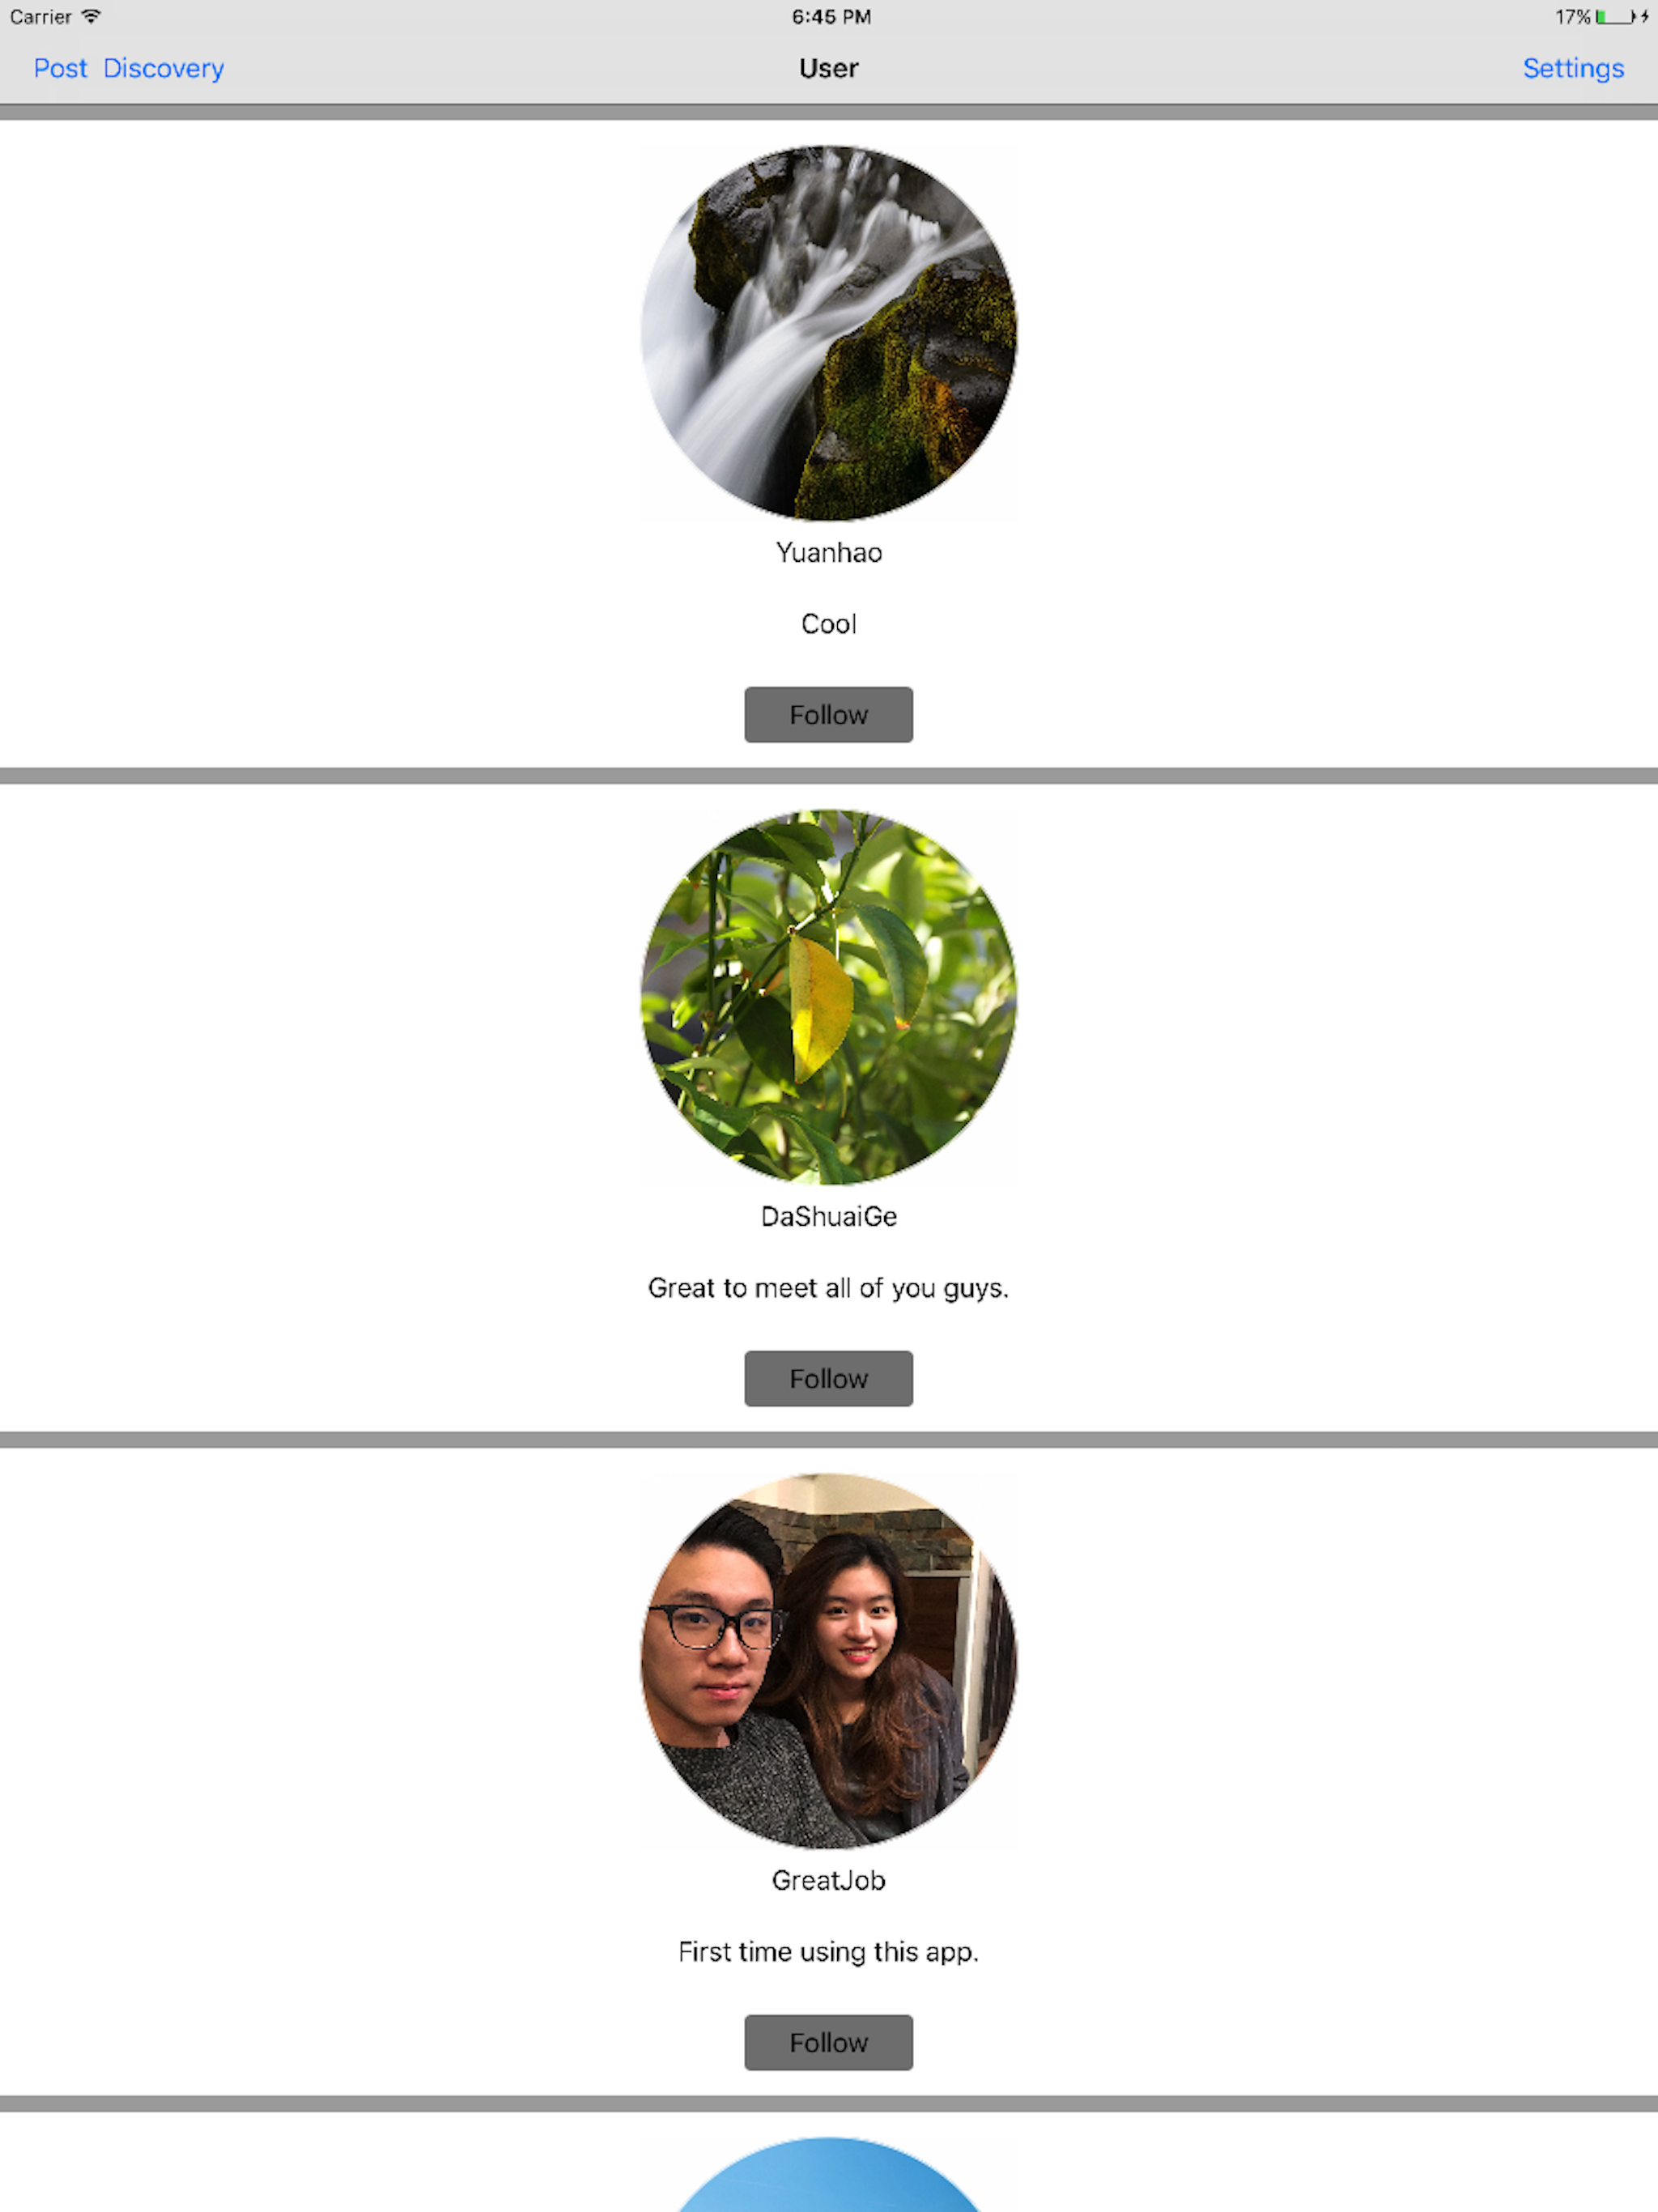 Carrier 6:45 PM 17%
Post Discovery User Settings
Yuanhao
Cool
Follow
DaShuaiGe
Great to meet all of you guys.
Follow
GreatJob
First time using this app.
Follow